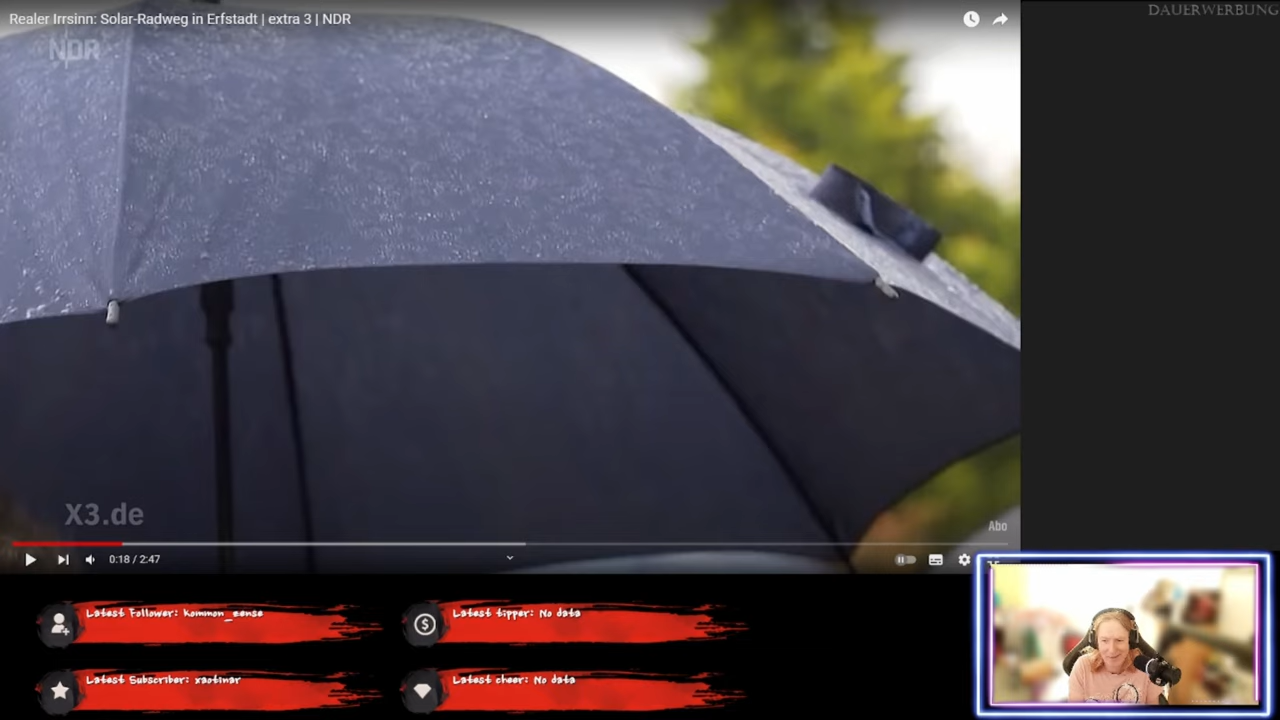 Realer Irrsinn: Solar-Radweg in Erfstadt | extra 3 | NDR
DAUERWERBUNG
NDR
X3.de
Abo
0:18 / 2:47
Latest Follower: kommon_sense
Latest tipper: No data
Latest Subscriber: xaotinar
Latest cheer: No data